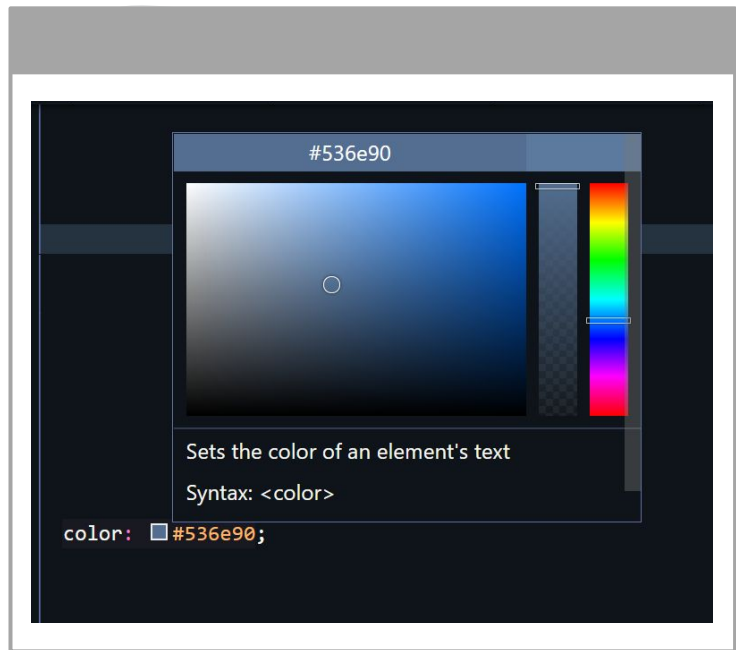 #536e90
Sets the color of an element's text
Syntax: <color>
color: #536e90;